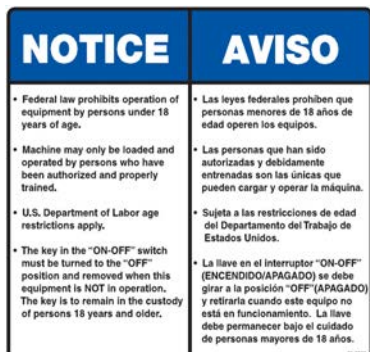 NOTICE
• Federal law prohibits operation of
equipment by persons under 18
years of age.
• Machine may only be loaded and
operated by persons who have
been authorized and properly
trained.
• U.S. Department of Labor age
restrictions apply.
• The key in the “ON-OFF” switch
must be turned to the “OFF”
position and removed when this
equipment is NOT in operation.
The key is to remain in the custody
of persons 18 years and older.
AVISO
• Las leyes federales prohíben que
personas menores de 18 años de
edad operen los equipos.
• Las personas que han sido
autorizadas y debidamente
entrenadas son las únicas que
pueden cargar y operar la máquina.
• Sujeta a las restricciones de edad
del Departamento del Trabajo de
Estados Unidos.
• La llave en el interruptor “ON-OFF”
(ENCENDIDO/APAGADO) se debe
girar a la posición “OFF”(APAGADO)
y retirarla cuando este equipo no
está en funcionamiento. La llave
debe permanecer bajo el cuidado
de personas mayores de 18 años.